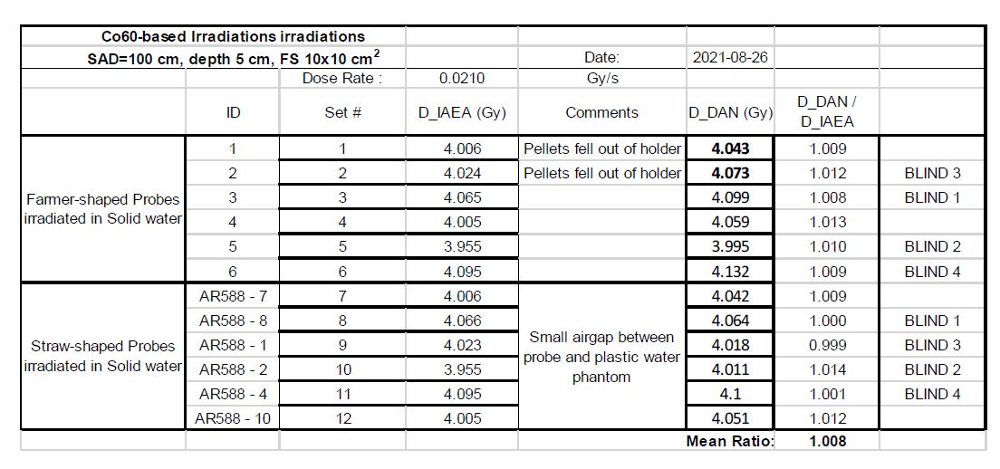 Co60-based Irradiations irradiations
SAD=100 cm, depth 5 cm, FS 10x10 cm² Date: 2021-08-26
Dose Rate : 0.0210 Gy/s
ID Set # D_IAEA (Gy) Comments D_DAN (Gy) D_DAN / D_IAEA
Farmer-shaped Probes
irradiated in Solid water
1 1 4.006 Pellets fell out of holder 4.043 1.009
2 2 4.024 Pellets fell out of holder 4.073 1.012 BLIND 3
3 3 4.065 4.099 1.008 BLIND 1
4 4 4.005 4.059 1.013
5 5 3.955 3.995 1.010 BLIND 2
6 6 4.095 4.132 1.009 BLIND 4
Straw-shaped Probes
irradiated in Solid water
Small airgap between
probe and plastic water
phantom
AR588 - 7 7 4.006 4.042 1.009
AR588 - 8 8 4.066 4.064 1.000 BLIND 1
AR588 - 1 9 4.023 4.018 0.999 BLIND 3
AR588 - 2 10 3.955 4.011 1.014 BLIND 2
AR588 - 4 11 4.095 4.1 1.001 BLIND 4
AR588 - 10 12 4.005 4.051 1.012
Mean Ratio: 1.008